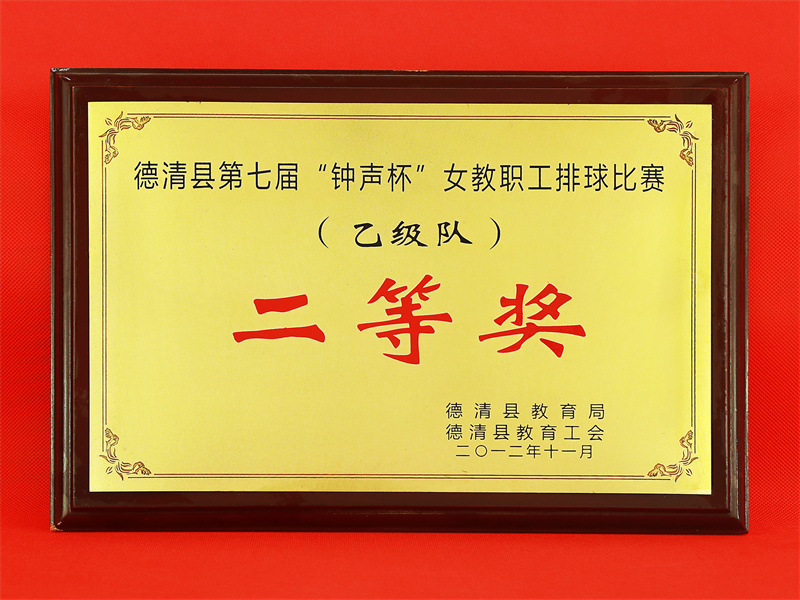 德清县第七届“钟声杯”女教职工排球比赛
（乙级队）
二等奖
德清县教育局
德清县教育工会
二〇一二年十一月